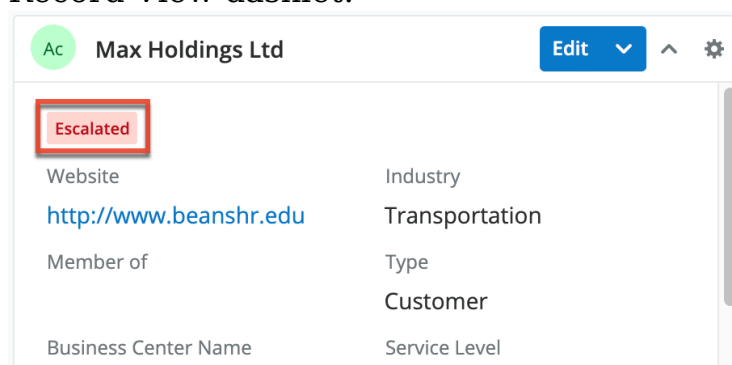 Record View dashlet.
Ac Max Holdings Ltd Edit
Escalated
Website Industry
http://www.beanshr.edu Transportation
Member of Type
Customer
Business Center Name Service Level